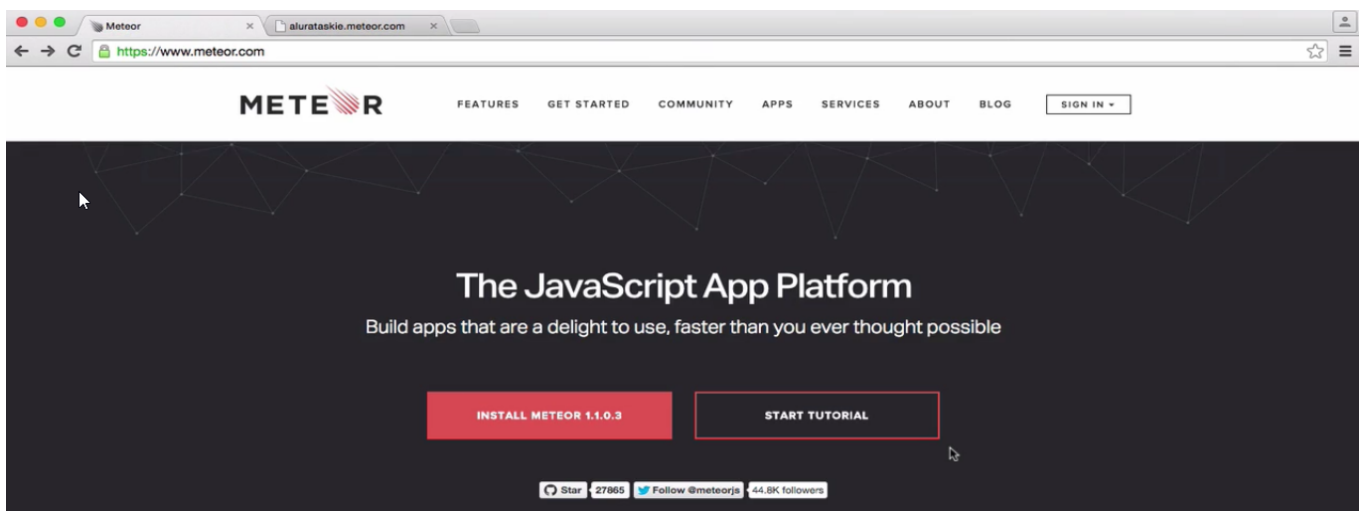 Meteor alurataskie.meteor.com
https://www.meteor.com
METEOR FEATURES GET STARTED COMMUNITY APPS SERVICES ABOUT BLOG SIGN IN
The JavaScript App Platform
Build apps that are a delight to use, faster than you ever thought possible
INSTALL METEOR 1.1.0.3 START TUTORIAL
Star 27865 Follow @meteorjs 44.8K followers